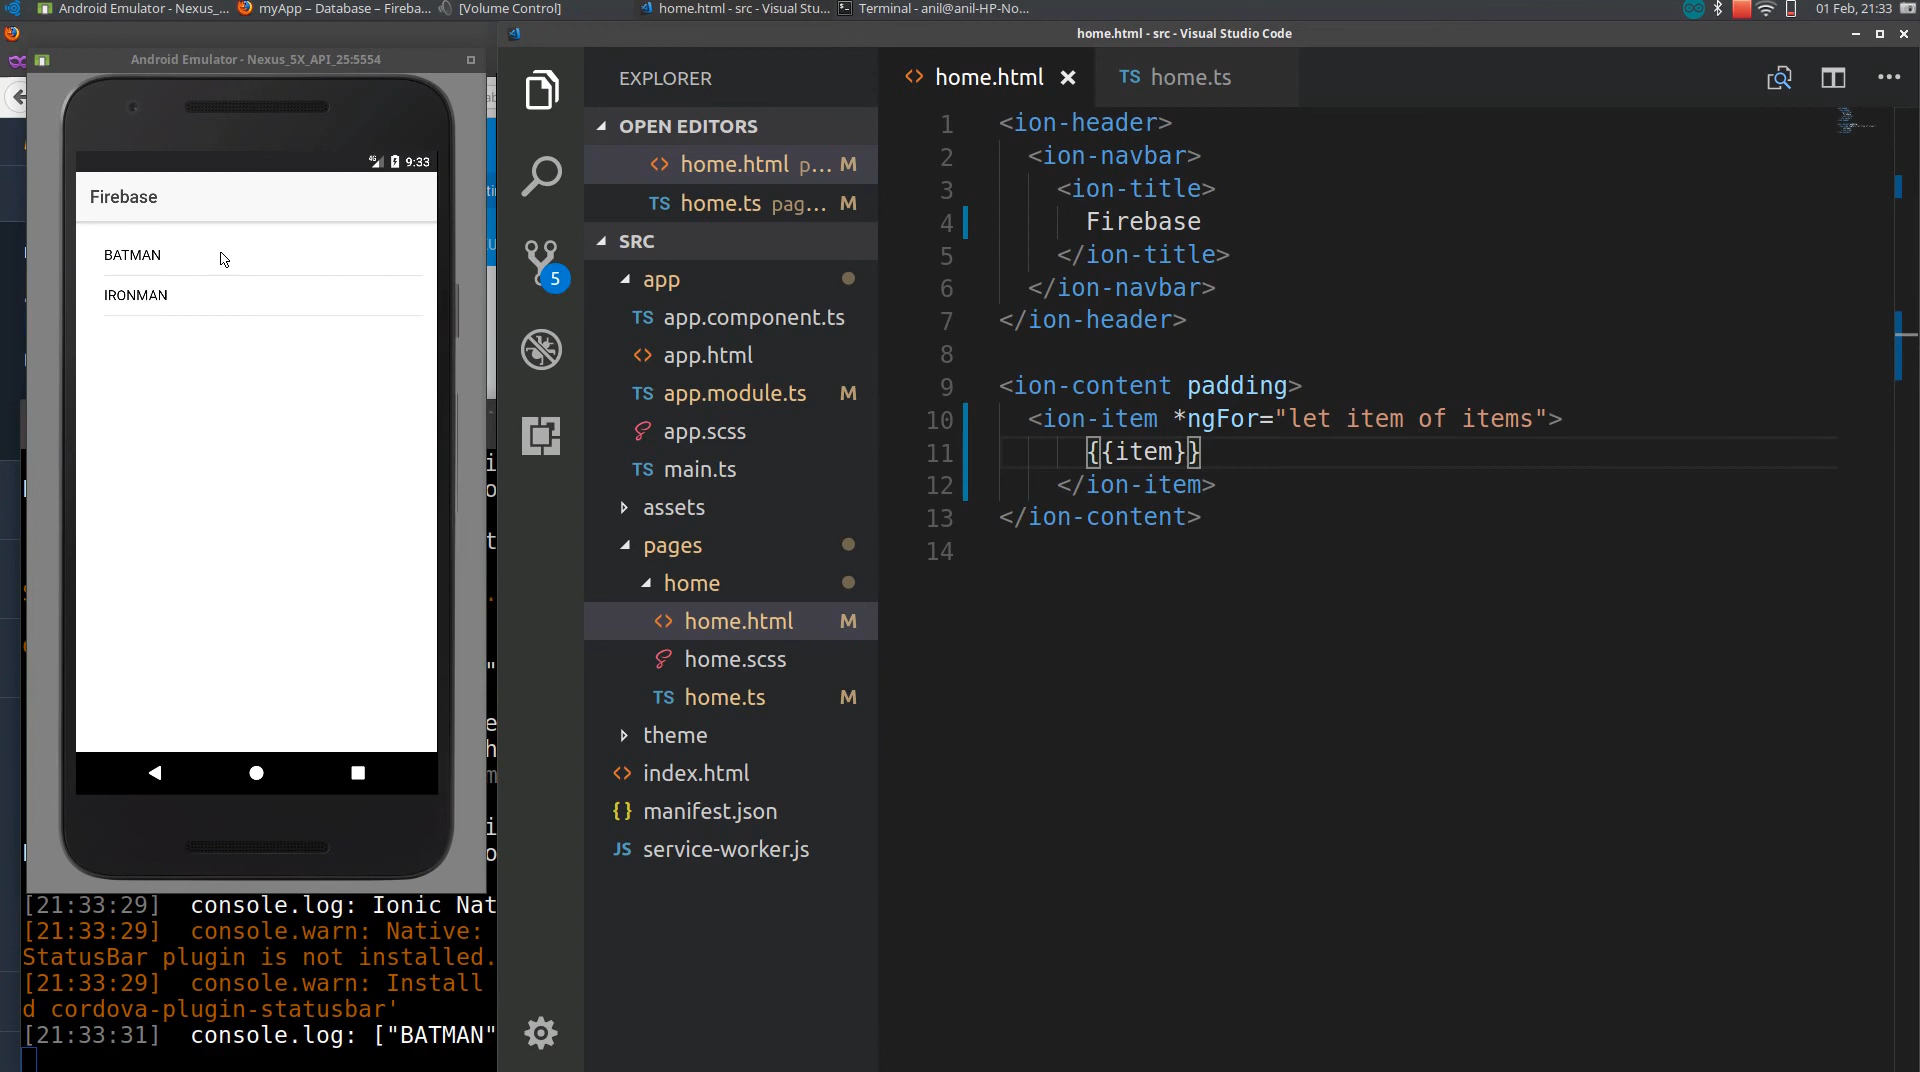 Android Emulator - Nexus_...
myApp – Database – Fireba...
[Volume Control]
home.html - src - Visual Stu...
Terminal - anil@anil-HP-No...
01 Feb, 21:33
Android Emulator - Nexus_5X_API_25:5554
home.html - src - Visual Studio Code
9:33
Firebase
BATMAN
IRONMAN
[21:33:29] console.log: Ionic Nat
[21:33:29] console.warn: Native:
StatusBar plugin is not installed.
[21:33:29] console.warn: Install
d cordova-plugin-statusbar'
[21:33:31] console.log: ["BATMAN"
5
EXPLORER
OPEN EDITORS
home.html p... M
TS home.ts pag... M
SRC
app
TS app.component.ts
<> app.html
TS app.module.ts M
app.scss
TS main.ts
assets
pages
home
<> home.html M
home.scss
TS home.ts M
theme
<> index.html
{} manifest.json
JS service-worker.js
<> home.html
TS home.ts
1 <ion-header>
2 <ion-navbar>
3 <ion-title>
4 Firebase
5 </ion-title>
6 </ion-navbar>
7 </ion-header>
8
9 <ion-content padding>
10 <ion-item *ngFor="let item of items">
11 {{item}}
12 </ion-item>
13 </ion-content>
14